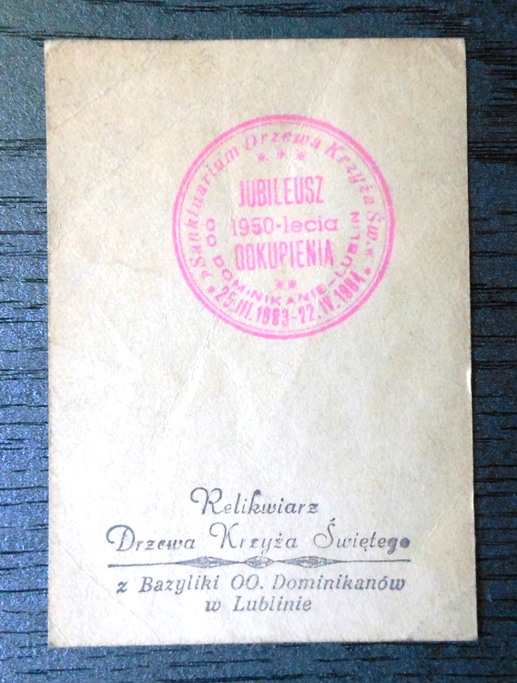 "Sanktuarium Drzewa Krzyża Św."
JUBILEUSZ
1950-lecia
ODKUPIENIA
OO DOMINIKANIE-LUBLIN
25.III.1983-12.IV.1984
Relikwiarz
Drzewa Krzyża Świętego
z Bazyliki OO. Dominikanów
w Lublinie